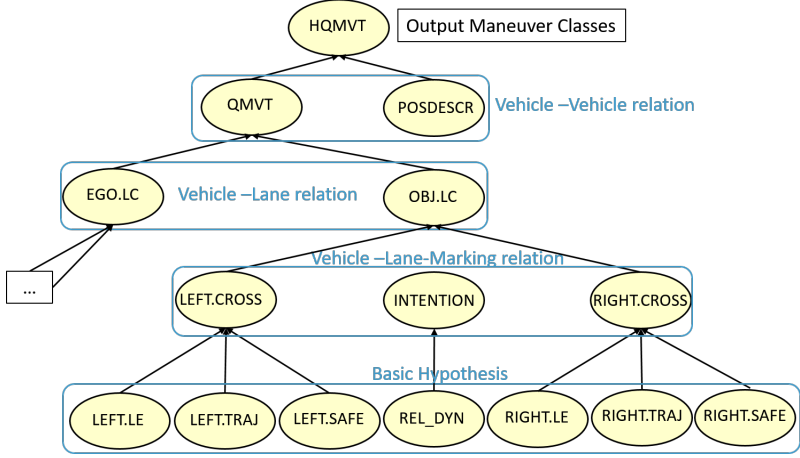 HQMVT
Output Maneuver Classes
QMVT
POSDESCR
Vehicle –Vehicle relation
EGO.LC
Vehicle –Lane relation
OBJ.LC
Vehicle –Lane-Marking relation
...
LEFT.CROSS
INTENTION
RIGHT.CROSS
Basic Hypothesis
LEFT.LE
LEFT.TRAJ
LEFT.SAFE
REL_DYN
RIGHT.LE
RIGHT.TRAJ
RIGHT.SAFE